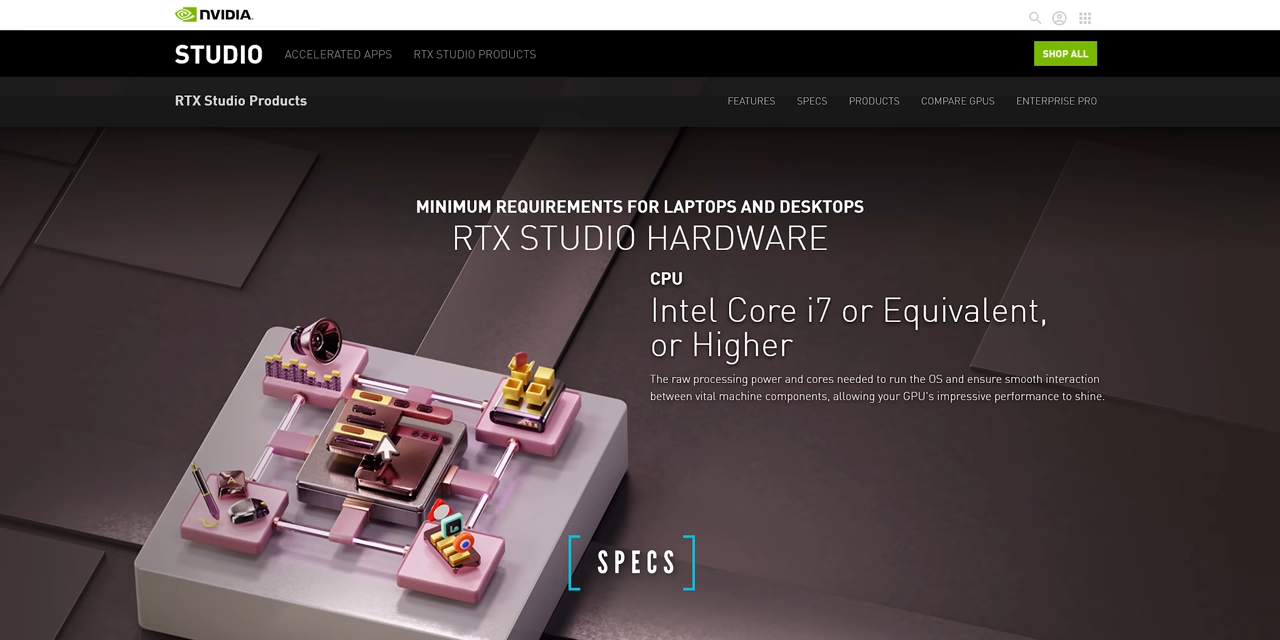 NVIDIA.
STUDIO ACCELERATED APPS RTX STUDIO PRODUCTS SHOP ALL
RTX Studio Products FEATURES SPECS PRODUCTS COMPARE GPUS ENTERPRISE PRO
MINIMUM REQUIREMENTS FOR LAPTOPS AND DESKTOPS
RTX STUDIO HARDWARE
CPU
Intel Core i7 or Equivalent,
or Higher
The raw processing power and cores needed to run the OS and ensure smooth interaction
between vital machine components, allowing your GPU's impressive performance to shine.
Lo
SPECS